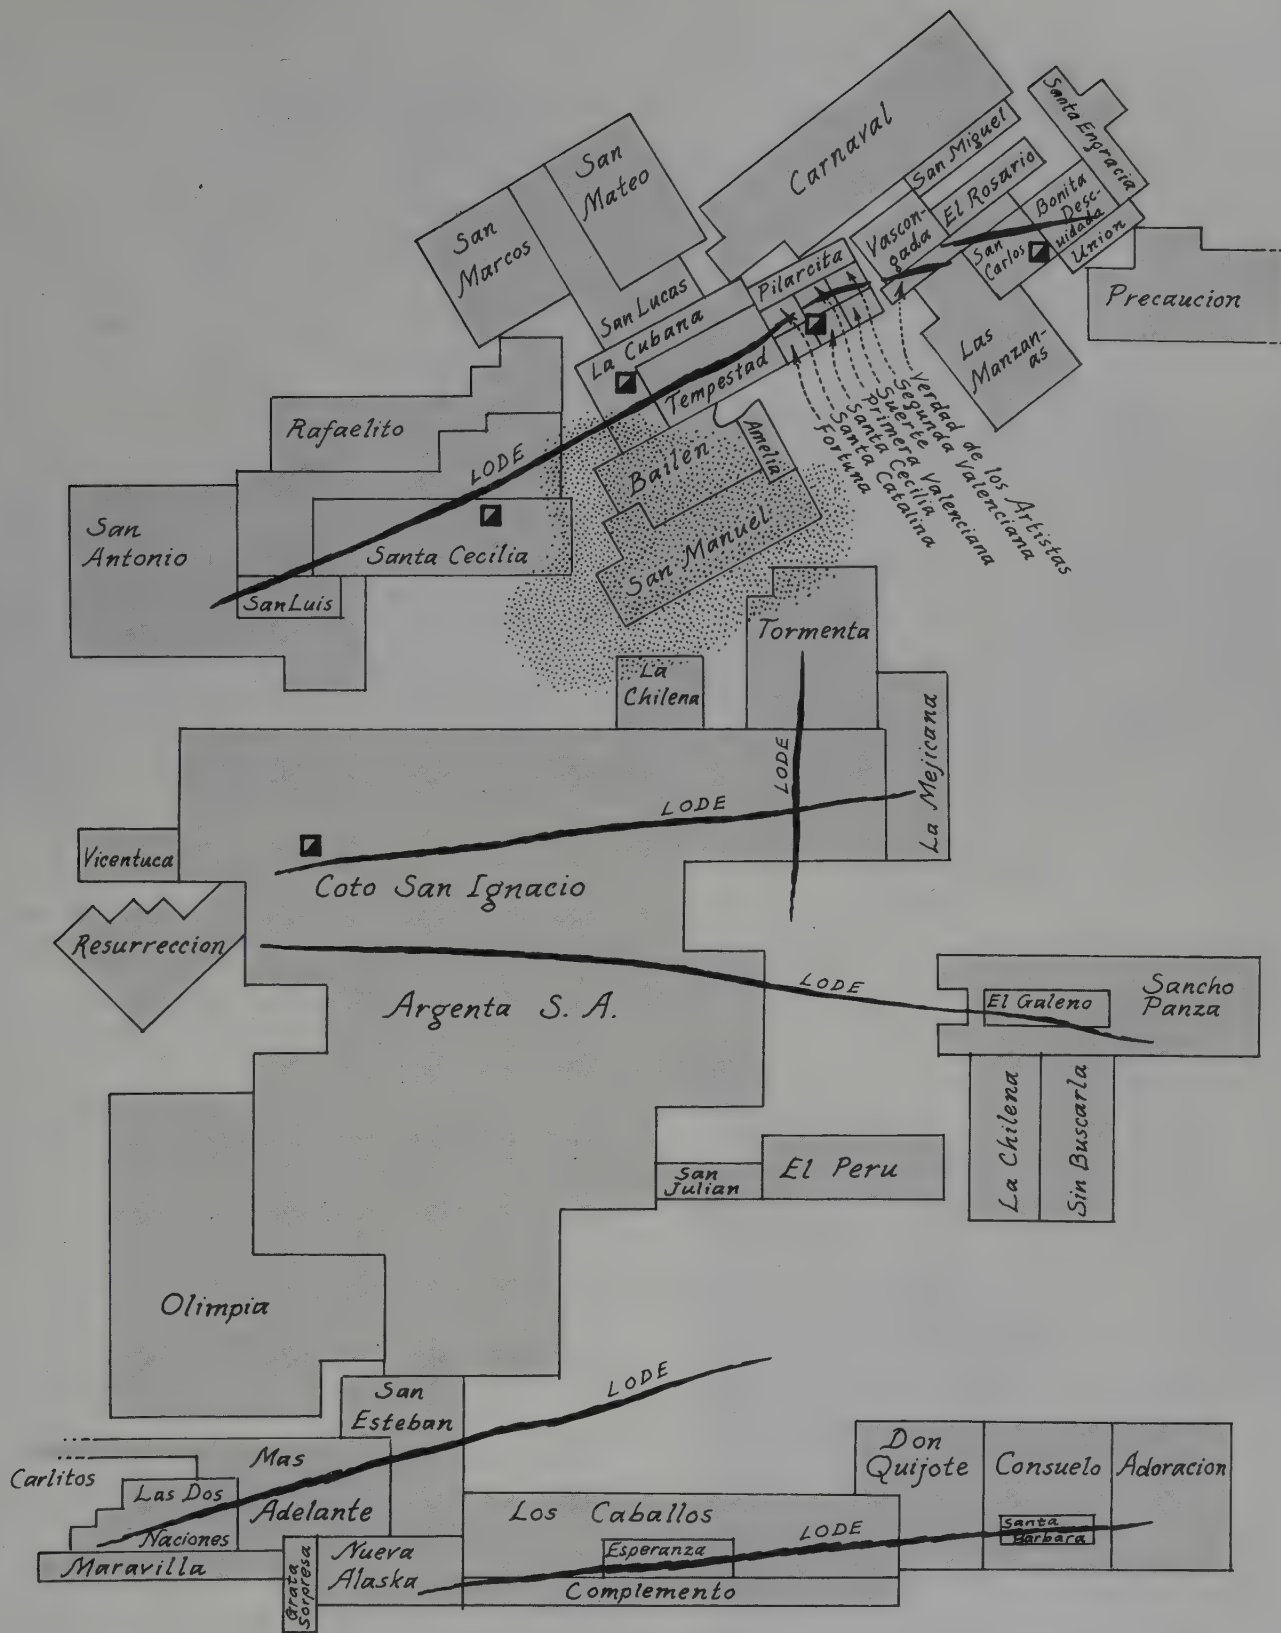 Carnaval
San Miguel
Santa Engracia
San
Mateo
San
Marcos
San Lucas
La Cubana
Pilarcita
Vascon-
gada
El Rosario
Bonita
Desc-
uidada
Union
San
Carlos
Precaucion
Las
Manzan-
as
Tempestad
Verdad de los Artistas
Segunda Valenciana
Suerte
Primera Valenciana
Santa Cecilia
Santa Catalina
Fortuna
Rafaelito
LODE
Bailén
Amelia
San Manuel
San
Antonio
Santa Cecilia
San Luis
Tormenta
La
Chilena
La Mejicana
LODE
LODE
Vicentuca
Coto San Ignacio
Resurreccion
LODE
Argenta S. A.
El Galeno
Sancho
Panza
La Chilena
Sin Buscarla
San
Julian
El Peru
Olimpia
LODE
San
Esteban
Mas
Adelante
Carlitos
Las Dos
Naciones
Maravilla
Grata
Sorpresa
Nueva
Alaska
Los Caballos
Esperanza
LODE
Complemento
Don
Quijote
Consuelo
Adoracion
Santa
Barbara